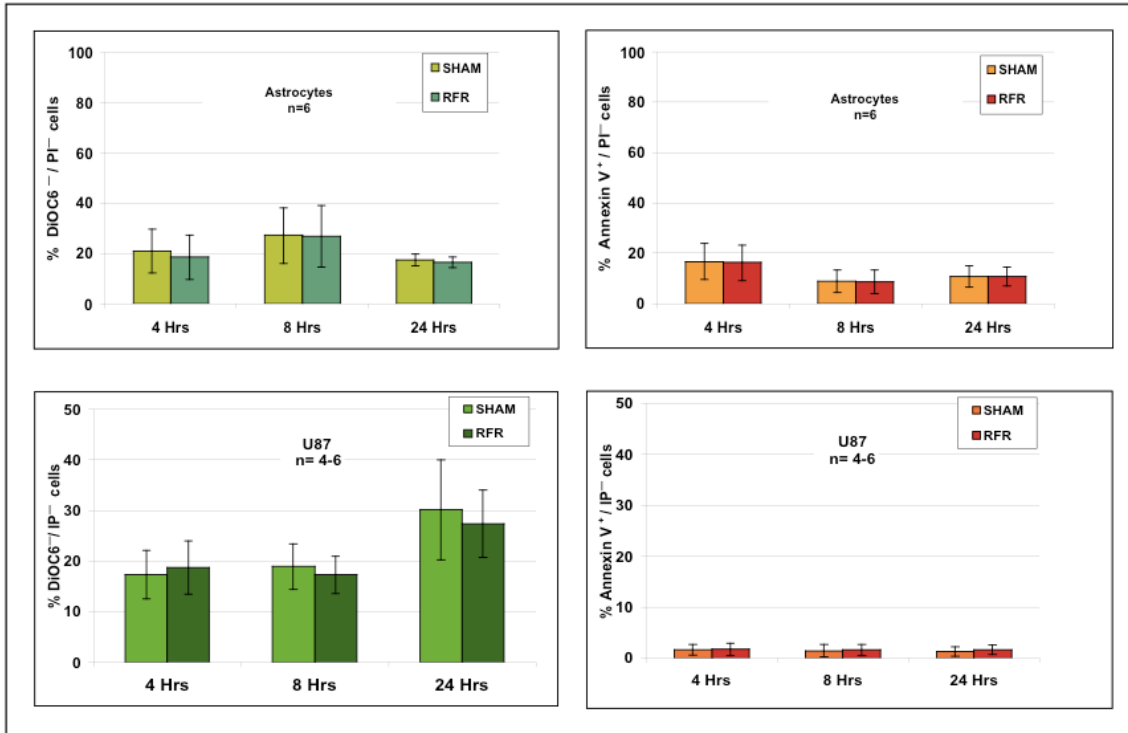 100
80
60
40
20
0
% DiOC6⁻ / PI⁻ cells
Astrocytes
n=6
SHAM
RFR
4 Hrs
8 Hrs
24 Hrs
100
80
60
40
20
0
% Annexin V⁺ / PI⁻ cells
Astrocytes
n=6
SHAM
RFR
4 Hrs
8 Hrs
24 Hrs
50
40
30
20
10
0
% DiOC6⁻/ IP⁻ cells
U87
n= 4-6
SHAM
RFR
4 Hrs
8 Hrs
24 Hrs
50
40
30
20
10
0
% Annexin V⁺/ IP⁻ cells
U87
n= 4-6
SHAM
RFR
4 Hrs
8 Hrs
24 Hrs